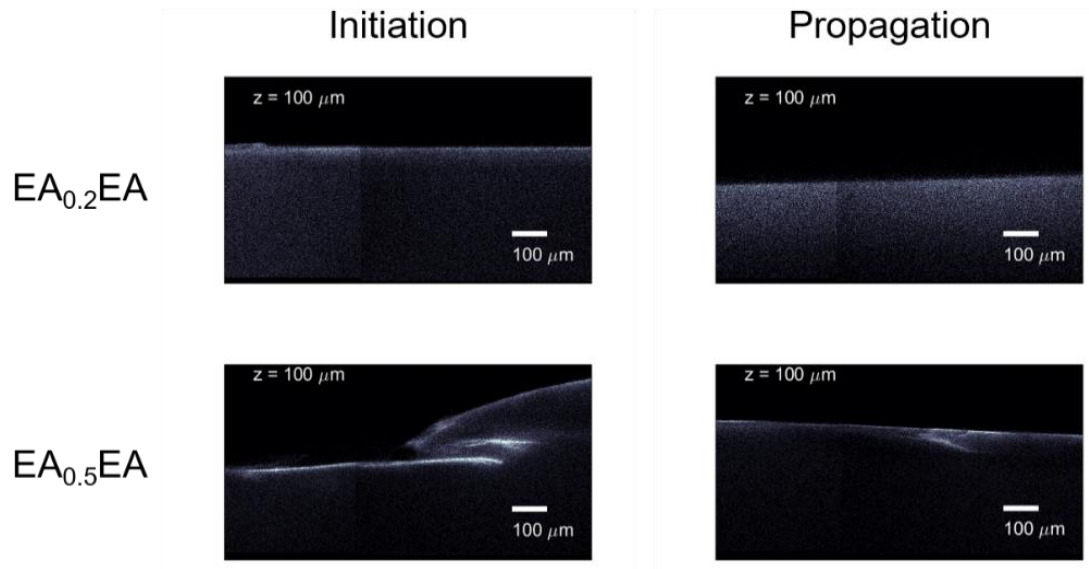 Initiation
Propagation
EA₀.₂EA
z = 100 μm
100 μm
z = 100 μm
100 μm
EA₀.₅EA
z = 100 μm
100 μm
z = 100 μm
100 μm